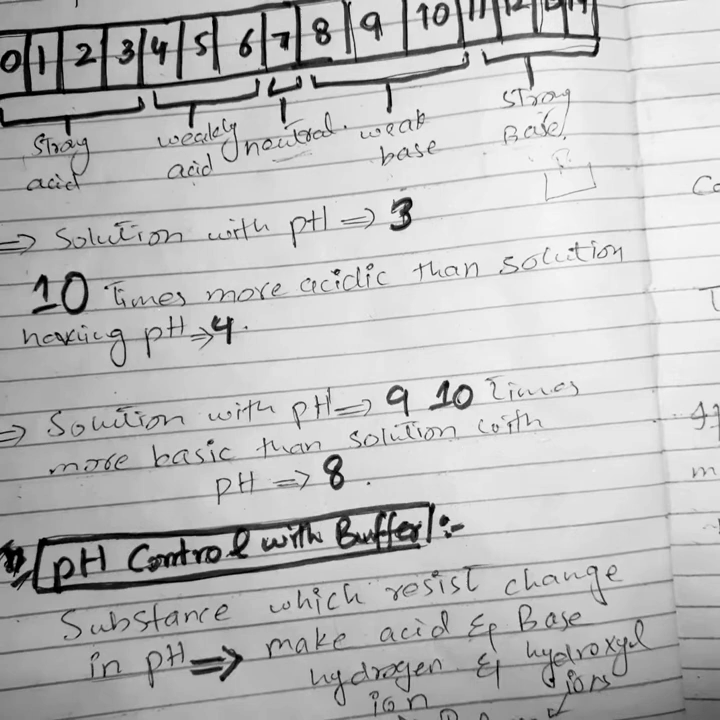 0 1 2 3 4 5 6 7 8 9 10 11 12 13 14
strong acid
weakly acid
neutral.
weak base
strong Base.
=> Solution with pH => 3
10 times more acidic than solution
having pH => 4.
=> Solution with pH => 9 10 times
more basic than solution with
pH => 8.
pH Control with Buffer :-
Substance which resist change
in pH => make acid & Base
hydrogen & hydroxyl
ion ions